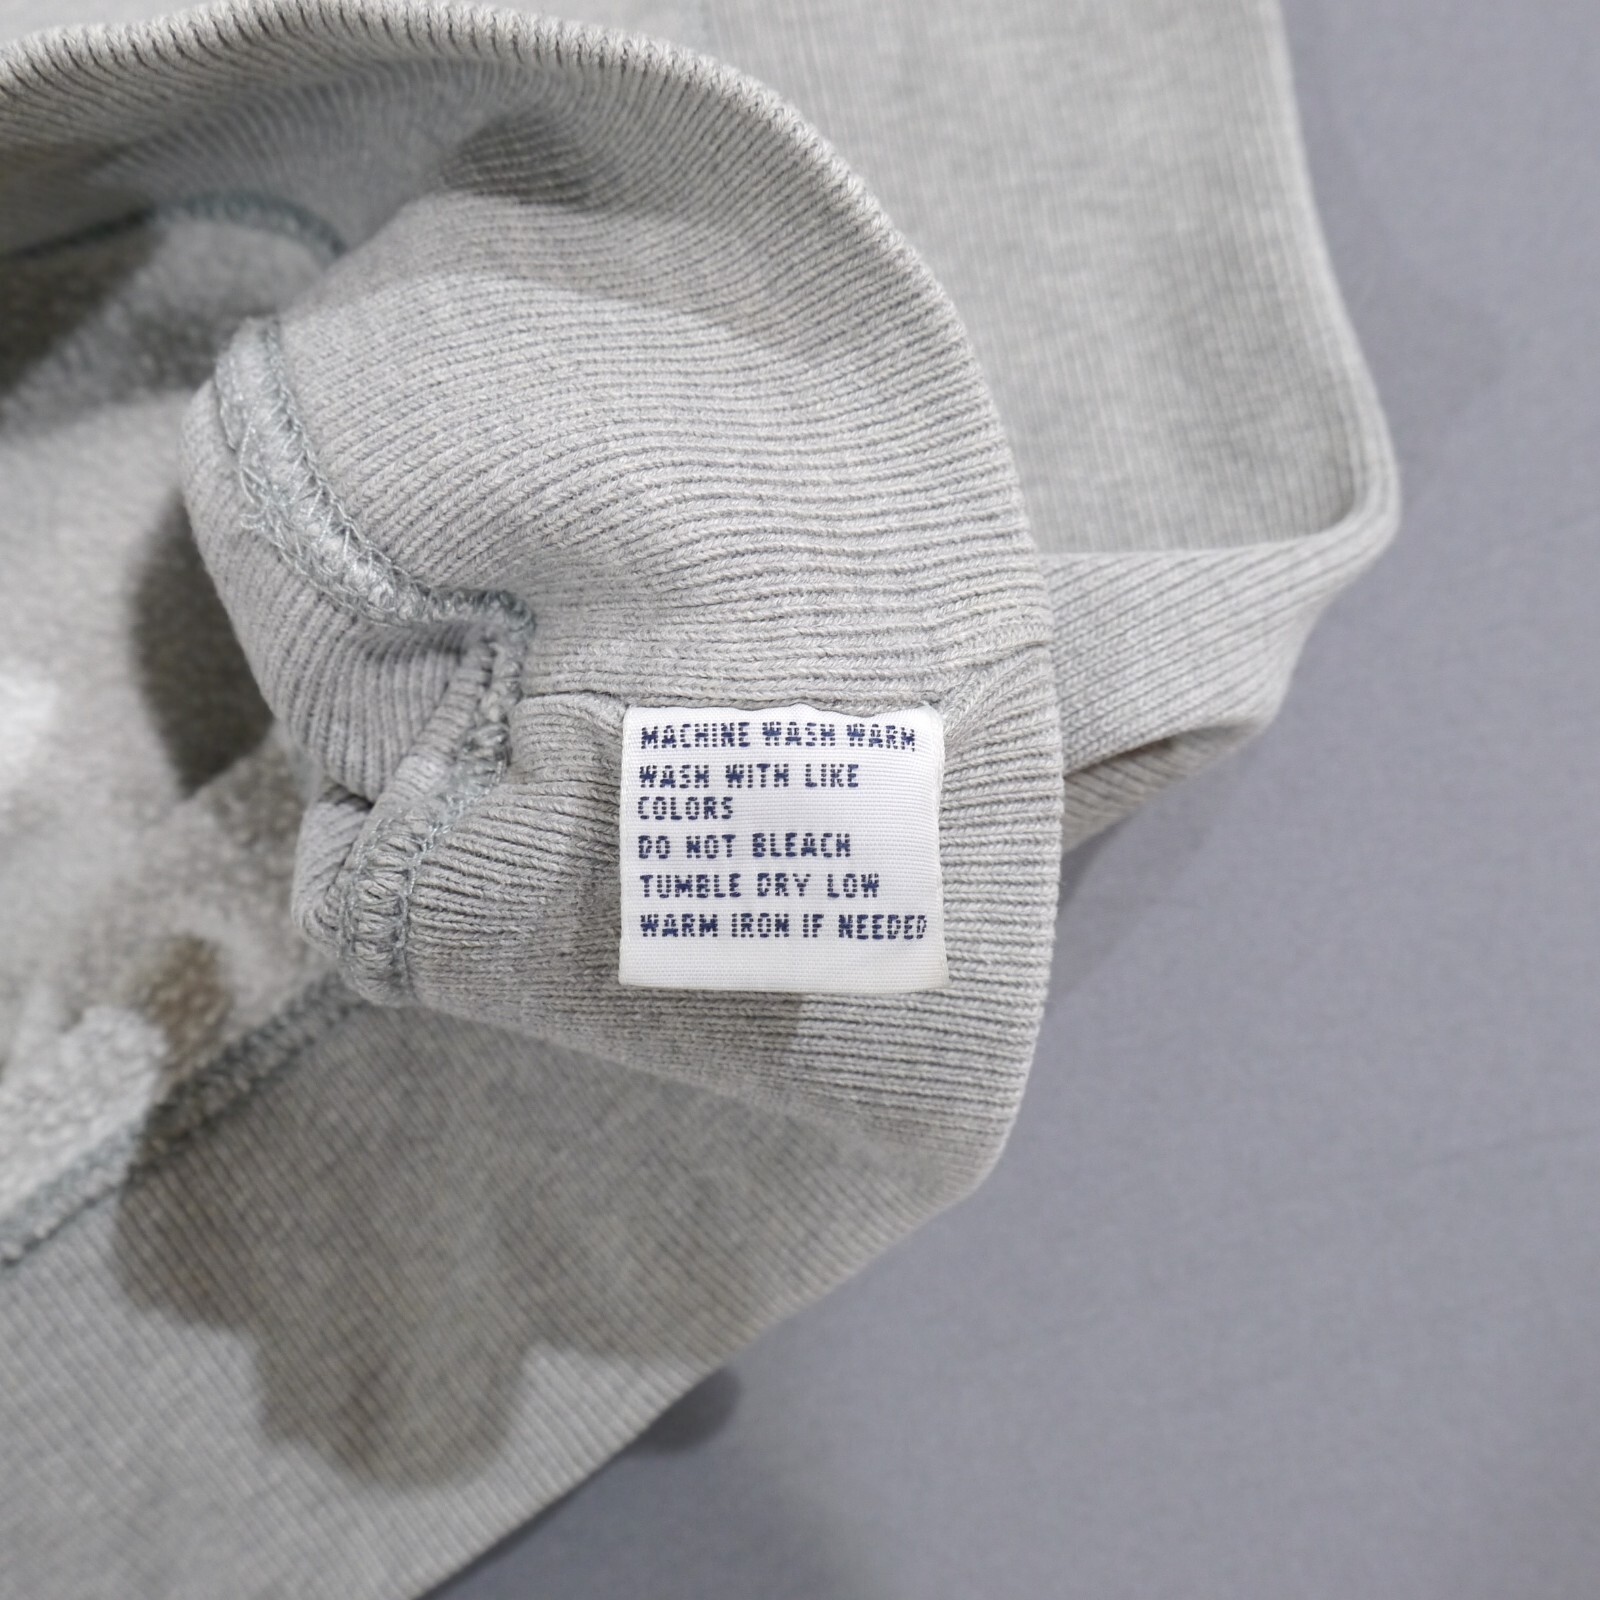 MACHINE WASH WARM
WASH WITH LIKE
COLORS
DO NOT BLEACH
TUMBLE DRY LOW
WARM IRON IF NEEDED